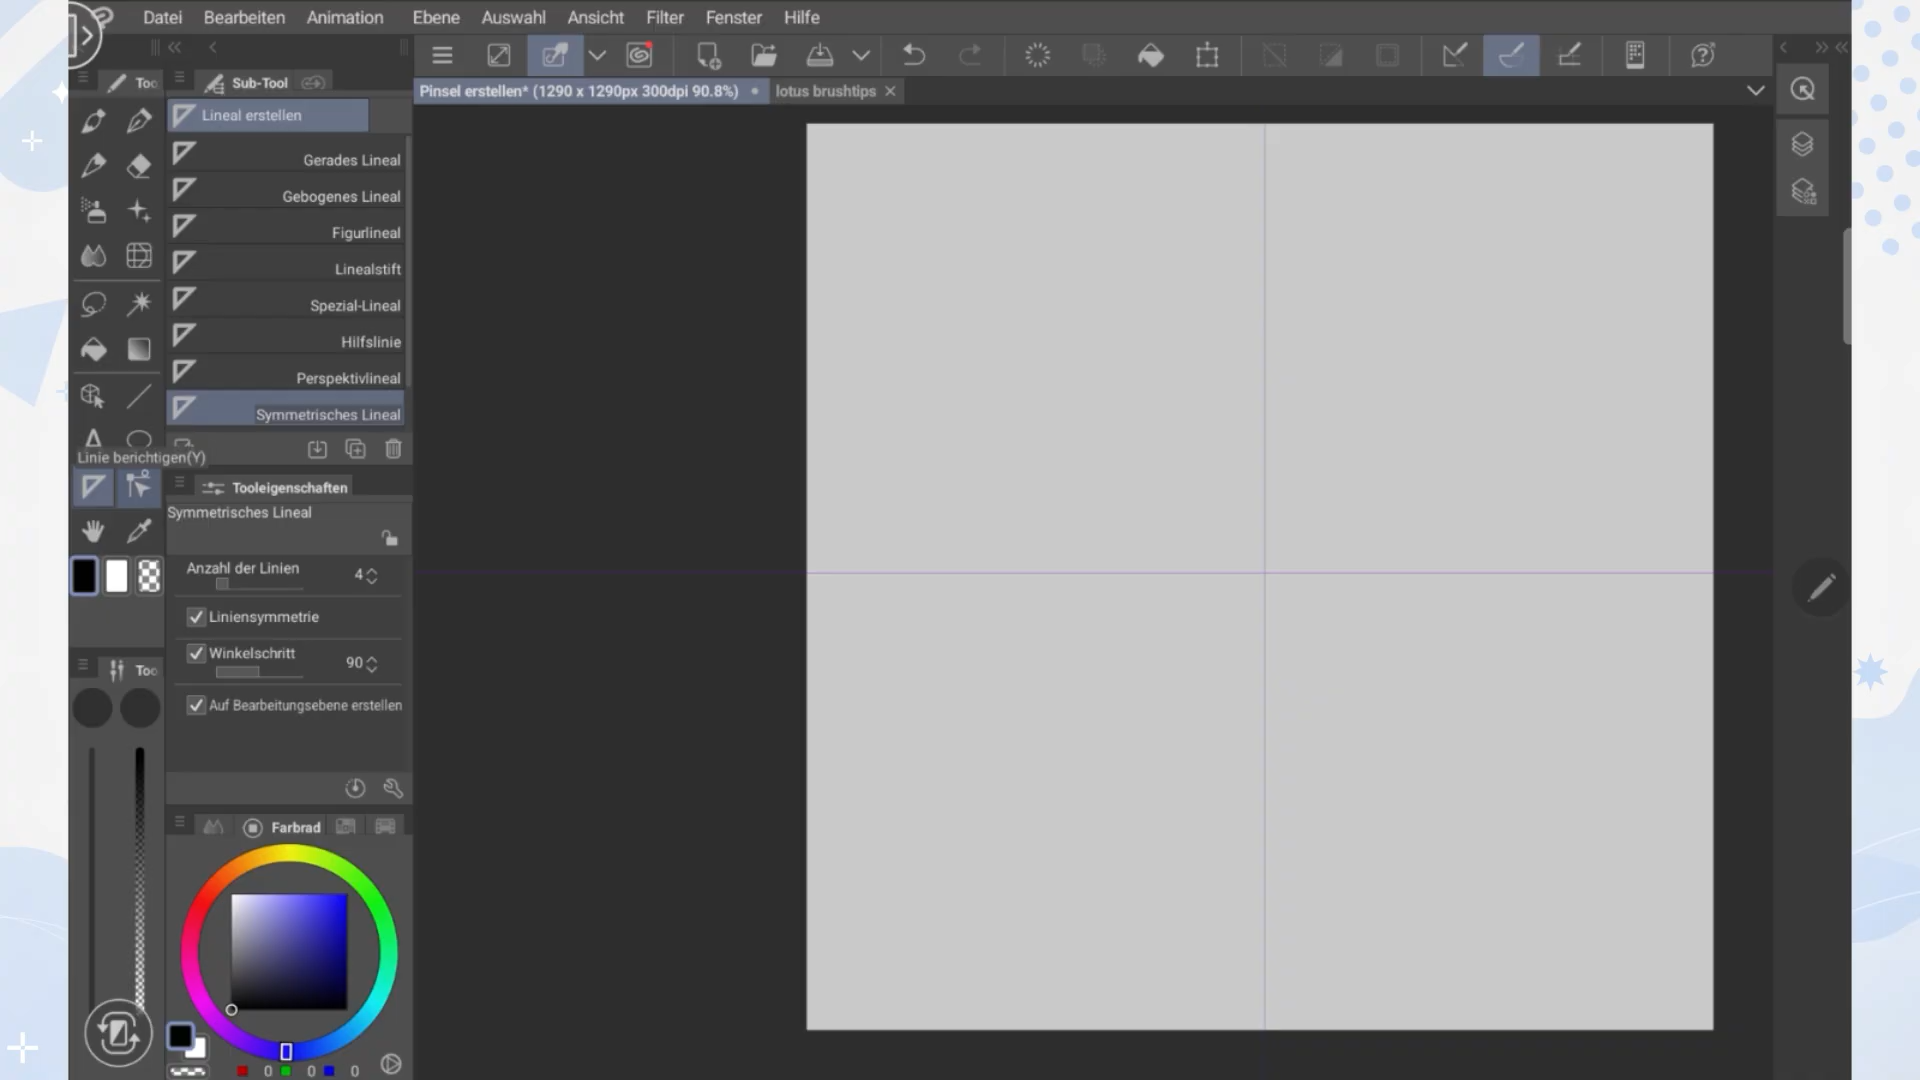 Datei Bearbeiten Animation Ebene Auswahl Ansicht Filter Fenster Hilfe
Too
Sub-Tool
Pinsel erstellen* (1290 x 1290px 300dpi 90.8%)
lotus brushtips
Lineal erstellen
Gerades Lineal
Gebogenes Lineal
Figurlineal
Linealstift
Spezial-Lineal
Hilfslinie
Perspektivlineal
Symmetrisches Lineal
Linie berichtigen(Y)
Tooleigenschaften
Symmetrisches Lineal
Anzahl der Linien 4
Liniensymmetrie
Winkelschritt 90
Auf Bearbeitungsebene erstellen
Too
Farbrad
0 0 0